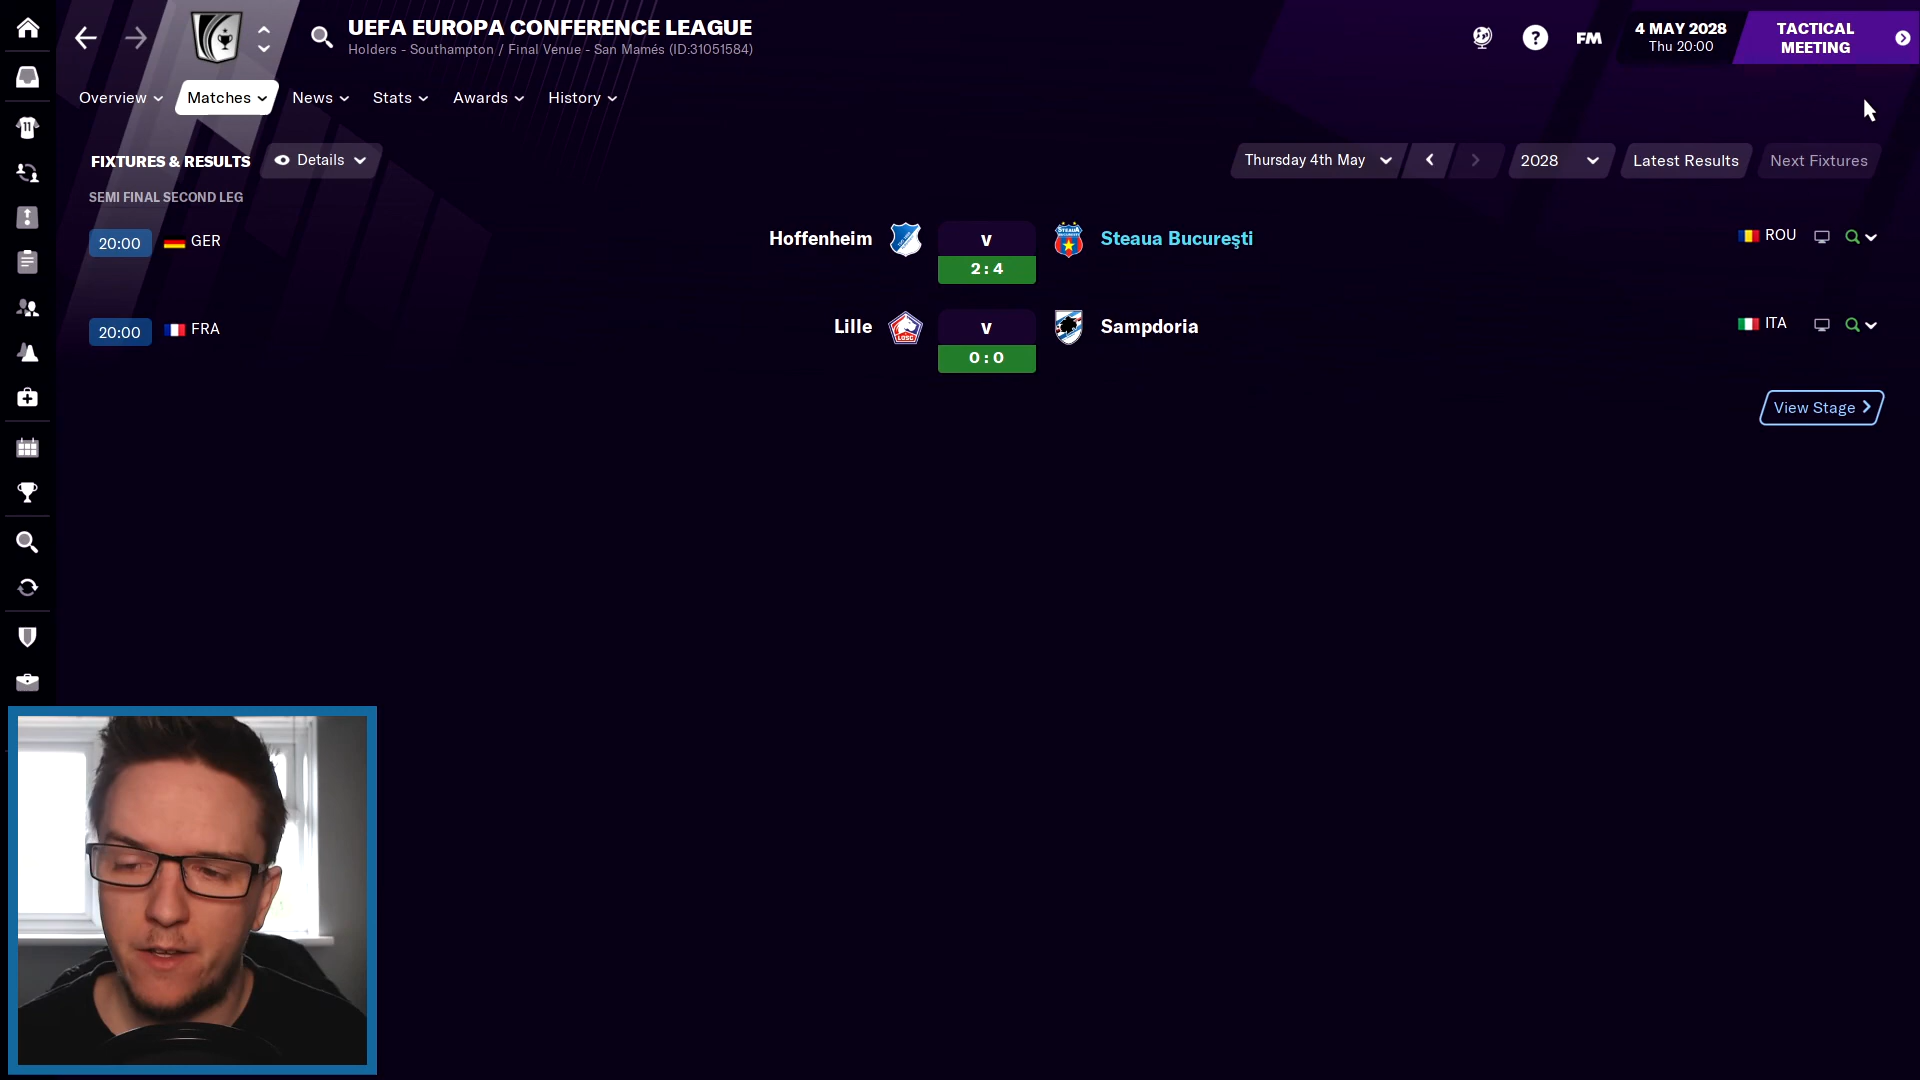 UEFA EUROPA CONFERENCE LEAGUE
Holders - Southampton / Final Venue - San Mamés (ID:31051584)
FM
4 MAY 2028
Thu 20:00
TACTICAL
MEETING
Overview
Matches
News
Stats
Awards
History
FIXTURES & RESULTS
Details
Thursday 4th May
2028
Latest Results
Next Fixtures
SEMI FINAL SECOND LEG
20:00 GER Hoffenheim v Steaua Bucureşti ROU
2 : 4
20:00 FRA Lille LOSC v Sampdoria ITA
0 : 0
View Stage